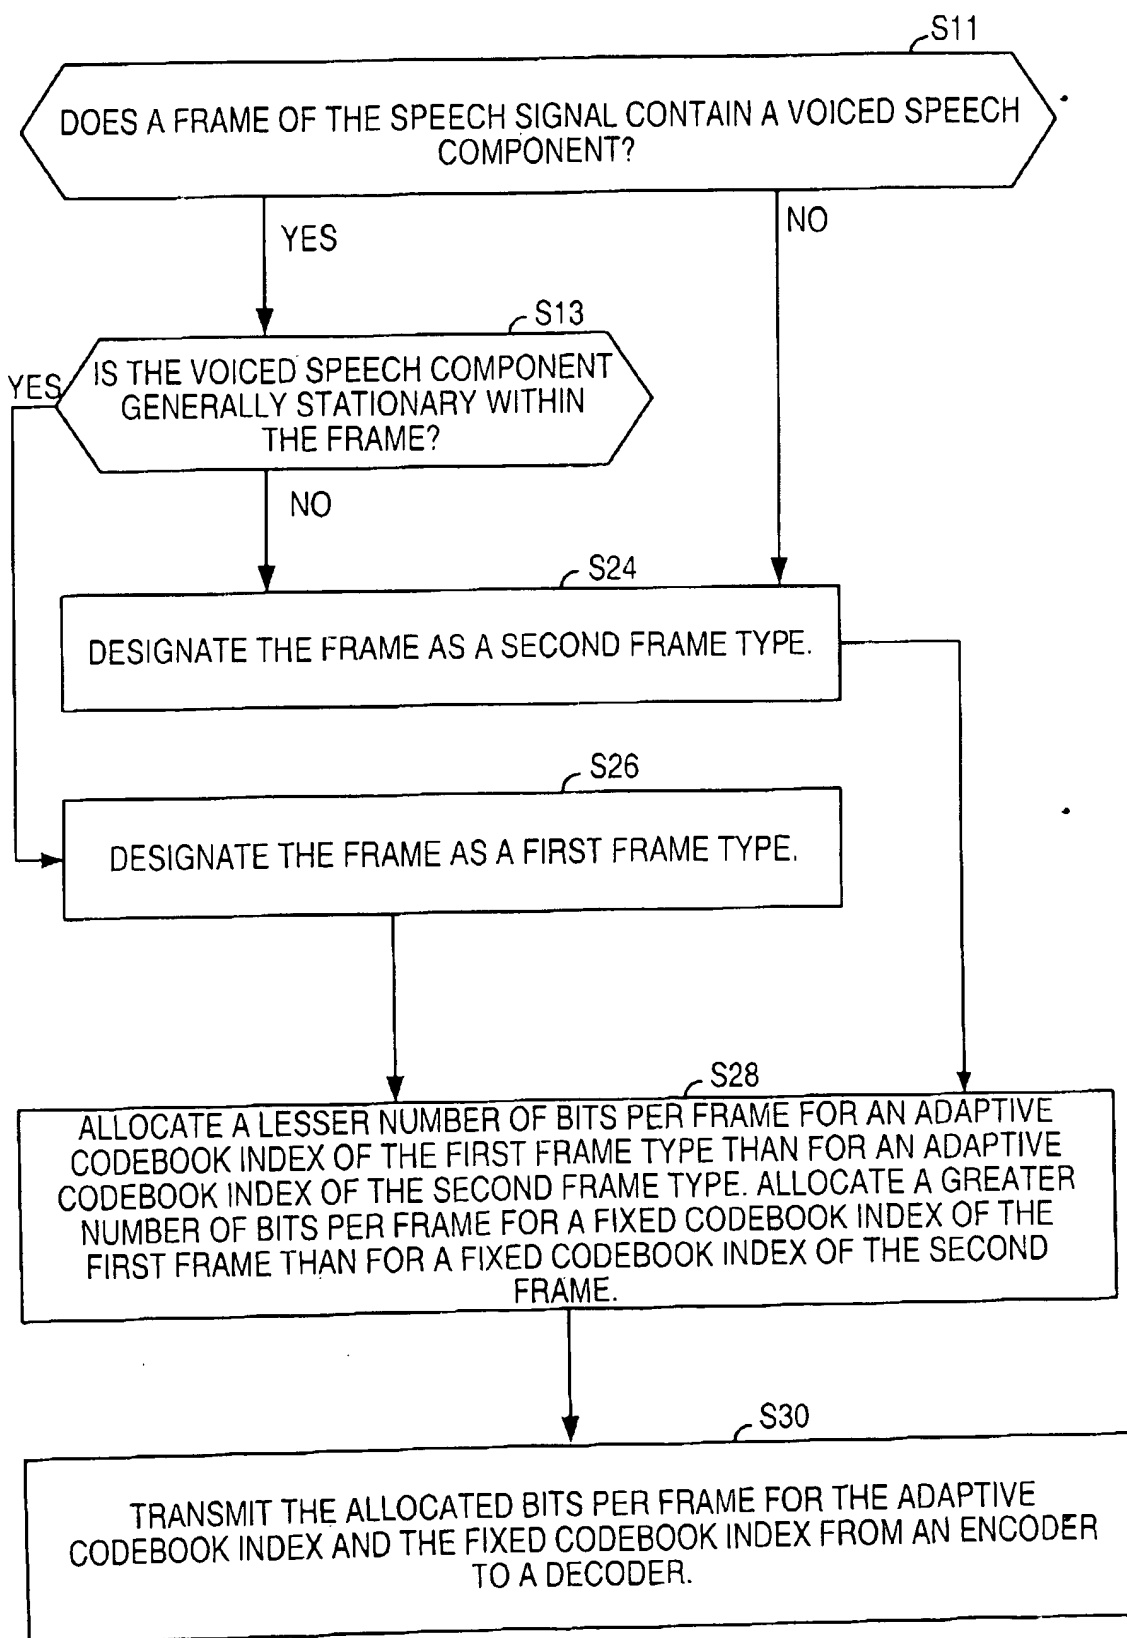 S11
DOES A FRAME OF THE SPEECH SIGNAL CONTAIN A VOICED SPEECH
COMPONENT?
YES
NO
S13
YES
IS THE VOICED SPEECH COMPONENT
GENERALLY STATIONARY WITHIN
THE FRAME?
NO
S24
DESIGNATE THE FRAME AS A SECOND FRAME TYPE.
S26
DESIGNATE THE FRAME AS A FIRST FRAME TYPE.
S28
ALLOCATE A LESSER NUMBER OF BITS PER FRAME FOR AN ADAPTIVE
CODEBOOK INDEX OF THE FIRST FRAME TYPE THAN FOR AN ADAPTIVE
CODEBOOK INDEX OF THE SECOND FRAME TYPE. ALLOCATE A GREATER
NUMBER OF BITS PER FRAME FOR A FIXED CODEBOOK INDEX OF THE
FIRST FRAME THAN FOR A FIXED CODEBOOK INDEX OF THE SECOND
FRAME.
S30
TRANSMIT THE ALLOCATED BITS PER FRAME FOR THE ADAPTIVE
CODEBOOK INDEX AND THE FIXED CODEBOOK INDEX FROM AN ENCODER
TO A DECODER.